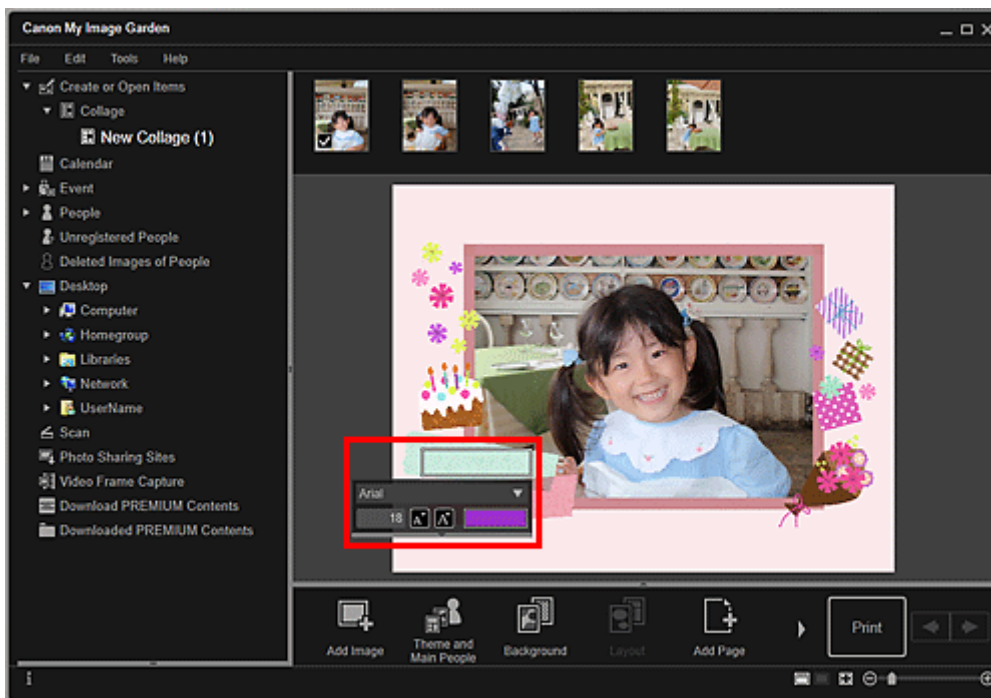 Canon My Image Garden
File Edit Tools Help
Create or Open Items
Collage
New Collage (1)
Calendar
Event
People
Unregistered People
Deleted Images of People
Desktop
Computer
Homegroup
Libraries
Network
UserName
Scan
Photo Sharing Sites
Video Frame Capture
Download PREMIUM Contents
Downloaded PREMIUM Contents
Arial
18 A A
Add Image
Theme and
Main People
Background
Layout
Add Page
Print